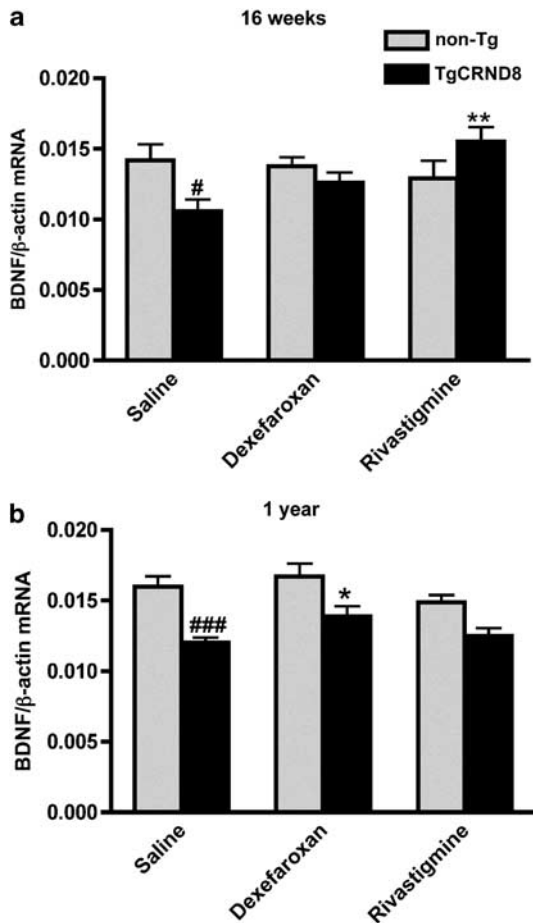 a
16 weeks
non-Tg
TgCRND8
BDNF/β-actin mRNA
0.020
0.015
0.010
0.005
0.000
#
**
Saline
Dexefaroxan
Rivastigmine
b
1 year
BDNF/β-actin mRNA
0.020
0.015
0.010
0.005
0.000
###
*
Saline
Dexefaroxan
Rivastigmine